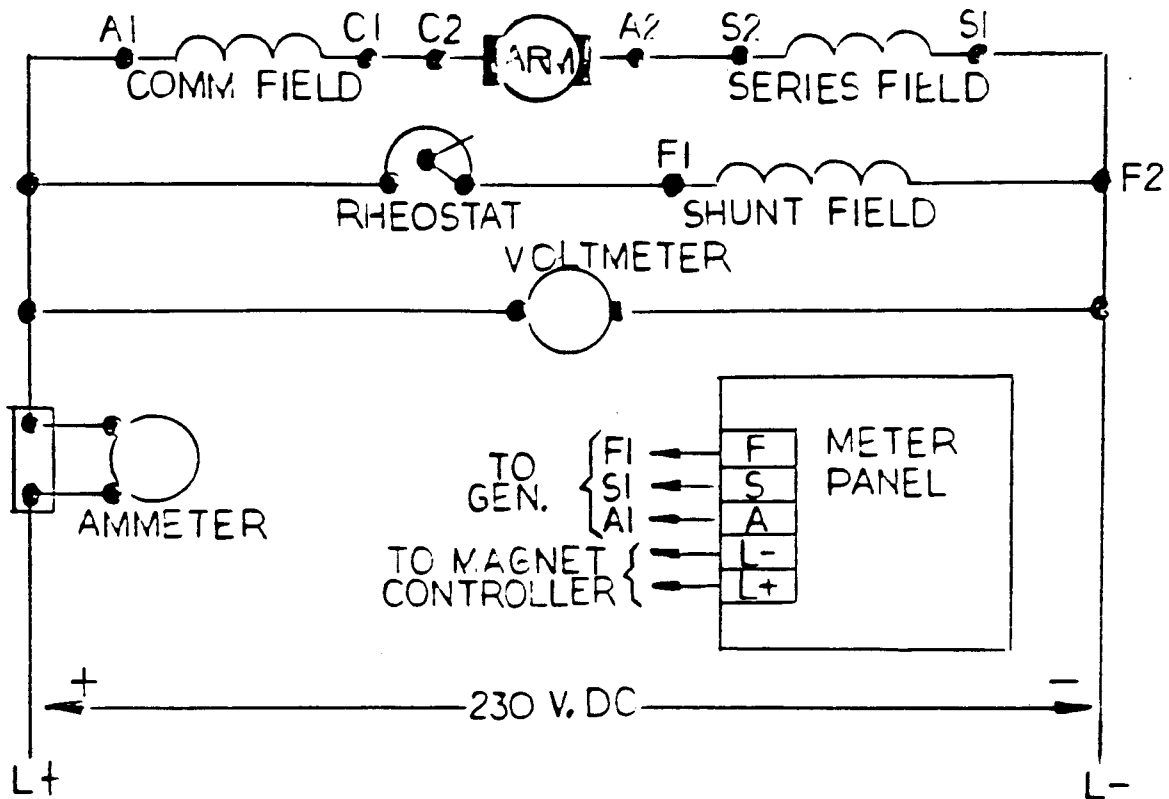 A1 C1 C2 ARM A2 S2 S1
COMM FIELD SERIES FIELD
F1 F2
RHEOSTAT SHUNT FIELD
VOLTMETER
AMMETER
TO
GEN.
F1
S1
A1
TO MAGNET
CONTROLLER
F
S
A
L-
L+
METER
PANEL
+ 230 V. DC -
L+ L-